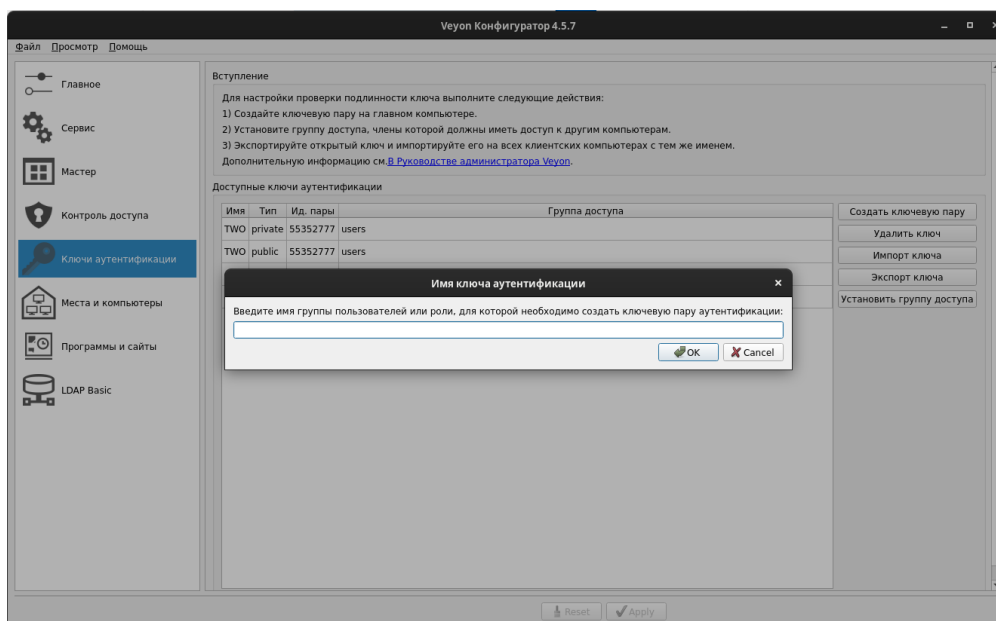 Veyon Конфигуратор 4.5.7
Файл Просмотр Помощь
Главное
Сервис
Мастер
Контроль доступа
Ключи аутентификации
Места и компьютеры
Программы и сайты
LDAP Basic
Вступление
Для настройки проверки подлинности ключа выполните следующие действия:
1) Создайте ключевую пару на главном компьютере.
2) Установите группу доступа, члены которой должны иметь доступ к другим компьютерам.
3) Экспортируйте открытый ключ и импортируйте его на всех клиентских компьютерах с тем же именем.
Дополнительную информацию см.В Руководстве администратора Veyon.
Доступные ключи аутентификации
Имя Тип Ид. пары Группа доступа
TWO private 55352777 users
TWO public 55352777 users
Создать ключевую пару
Удалить ключ
Импорт ключа
Экспорт ключа
Установить группу доступа
Имя ключа аутентификации
Введите имя группы пользователей или роли, для которой необходимо создать ключевую пару аутентификации:
OK Cancel
Reset Apply